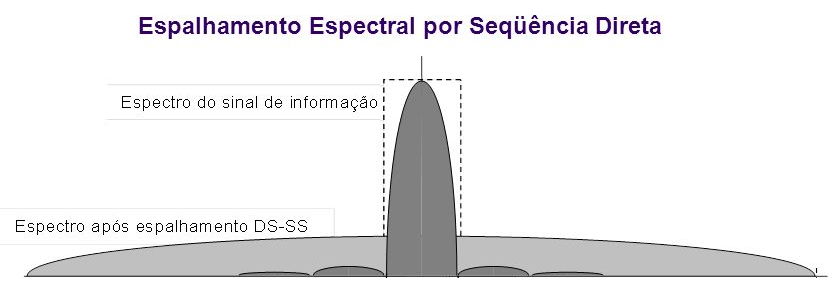 Espalhamento Espectral por Seqüência Direta
Espectro do sinal de informação
Espectro após espalhamento DS-SS